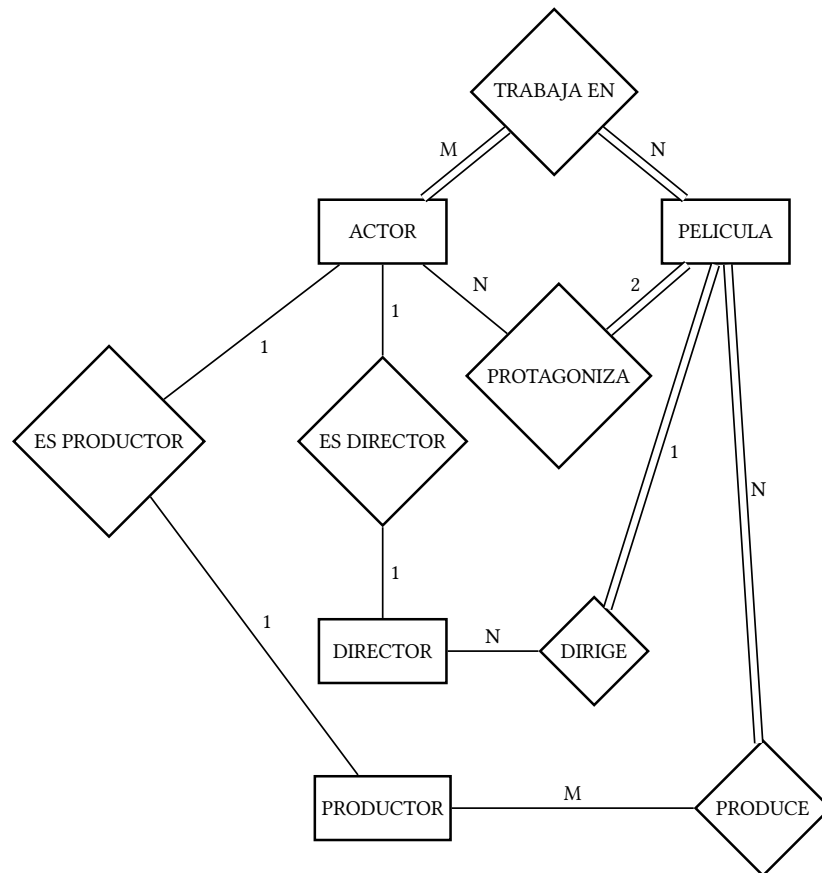 TRABAJA EN
M
N
ACTOR
PELICULA
N
2
1
1
PROTAGONIZA
ES PRODUCTOR
ES DIRECTOR
1
N
1
1
DIRECTOR
N
DIRIGE
PRODUCTOR
M
PRODUCE